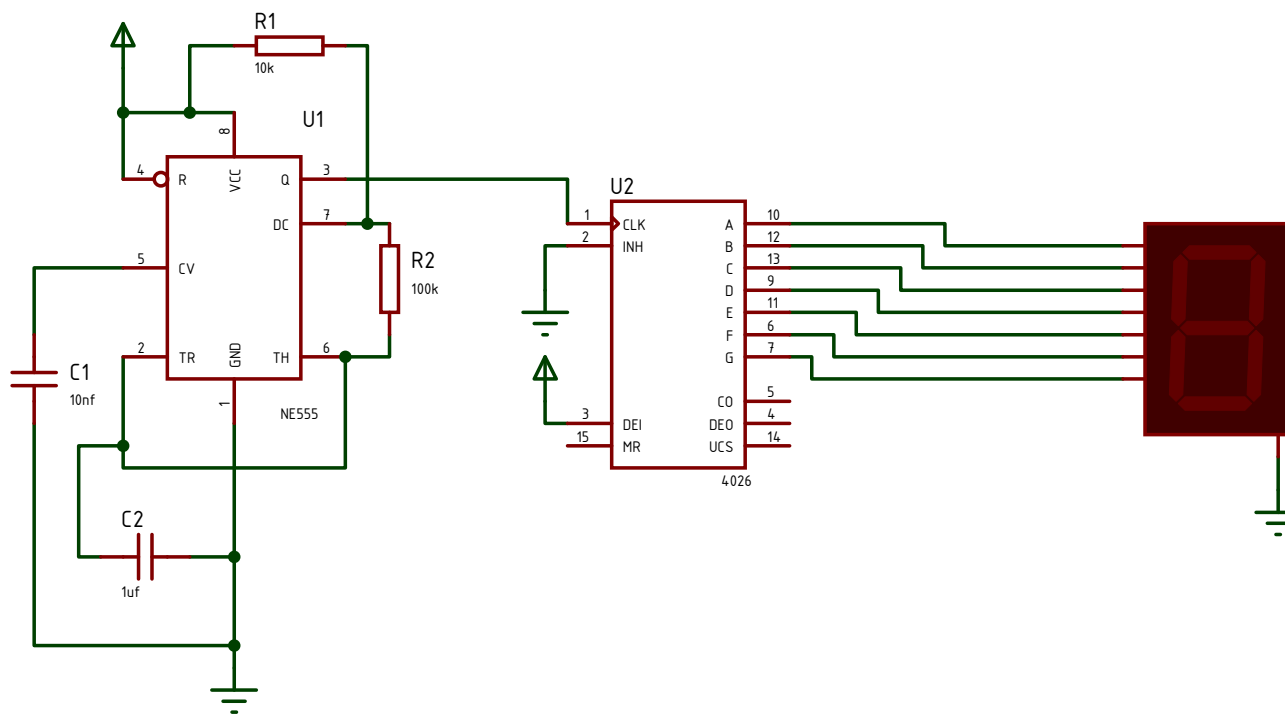 R1
10k
U1
8
VCC
4
R
Q
3
DC
7
5
CV
R2
100k
2
TR
GND
TH
6
C1
10nf
1
NE555
C2
1uf
U2
1
CLK
A
10
2
INH
B
12
C
13
D
9
E
11
F
6
G
7
CO
5
3
DEI
DEO
4
15
MR
UCS
14
4026